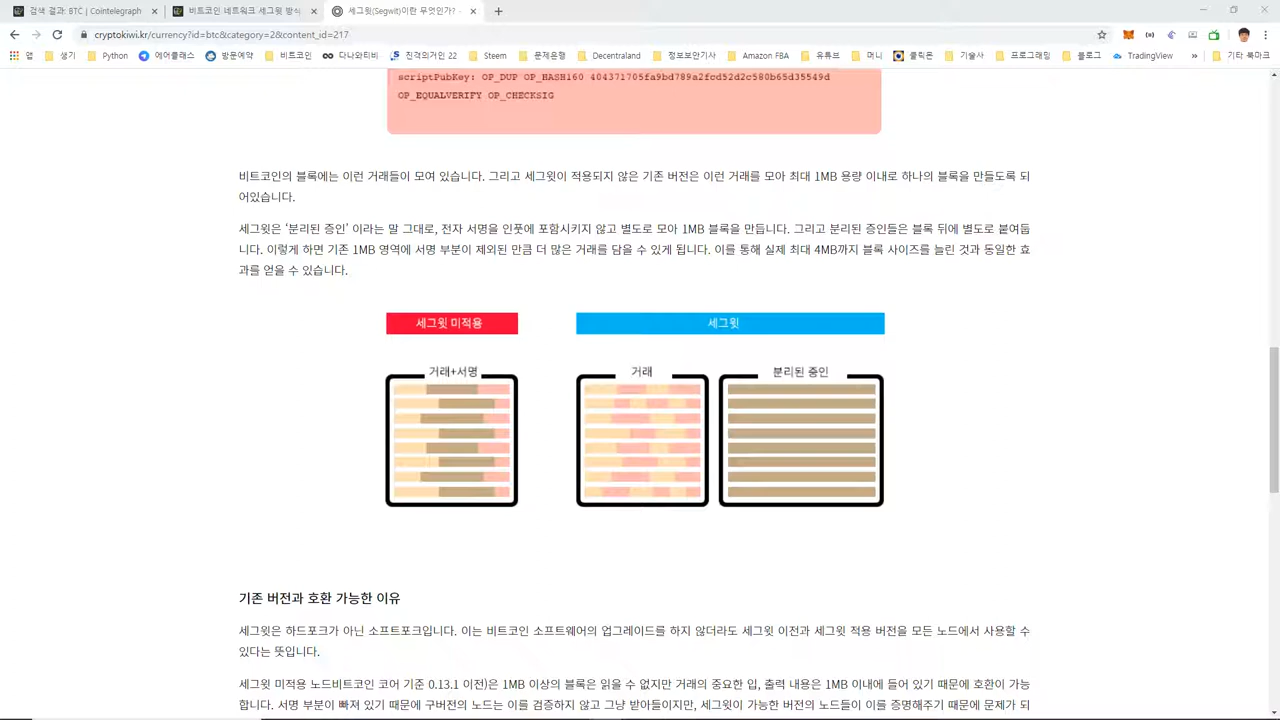 검색 결과: BTC | Cointelegraph
비트코인 네트워크 세그윗 방식
세그윗(Segwit)이란 무엇인가? -
cryptokiwi.kr/currency?id=btc&category=2&content_id=217
앱 생기 Python 에어클래스 방문예약 비트코인 다나와티비 진격의거인 22 Steem 문제은행 Decentraland 정보보안기사 Amazon FBA 유튜브 머니 클릭온 기술사 프로그래밍 블로그 TradingView » 기타 북마크
scriptPubKey: OP_DUP OP_HASH160 404371705fa9bd789a2fcd52d2c580b65d35549d
OP_EQUALVERIFY OP_CHECKSIG
비트코인의 블록에는 이런 거래들이 모여 있습니다. 그리고 세그윗이 적용되지 않은 기존 버전은 이런 거래를 모아 최대 1MB 용량 이내로 하나의 블록을 만들도록 되
어있습니다.
세그윗은 ‘분리된 증인’ 이라는 말 그대로, 전자 서명을 인풋에 포함시키지 않고 별도로 모아 1MB 블록을 만듭니다. 그리고 분리된 증인들은 블록 뒤에 별도로 붙여둡
니다. 이렇게 하면 기존 1MB 영역에 서명 부분이 제외된 만큼 더 많은 거래를 담을 수 있게 됩니다. 이를 통해 실제 최대 4MB까지 블록 사이즈를 늘린 것과 동일한 효
과를 얻을 수 있습니다.
세그윗 미적용
세그윗
거래+서명
거래
분리된 증인
기존 버전과 호환 가능한 이유
세그윗은 하드포크가 아닌 소프트포크입니다. 이는 비트코인 소프트웨어의 업그레이드를 하지 않더라도 세그윗 이전과 세그윗 적용 버전을 모든 노드에서 사용할 수
있다는 뜻입니다.
세그윗 미적용 노드비트코인 코어 기준 0.13.1 이전)은 1MB 이상의 블록은 읽을 수 없지만 거래의 중요한 입, 출력 내용은 1MB 이내에 들어 있기 때문에 호환이 가능
합니다. 서명 부분이 빠져 있기 때문에 구버전의 노드는 이를 검증하지 않고 그냥 받아들이지만, 세그윗이 가능한 버전의 노드들이 이를 증명해주기 때문에 문제가 되